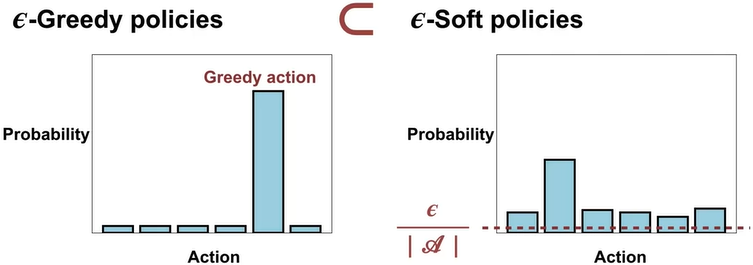 ϵ-Greedy policies
⊂
ϵ-Soft policies
Greedy action
Probability
Action
Probability
ϵ
| 𝒜 |
Action